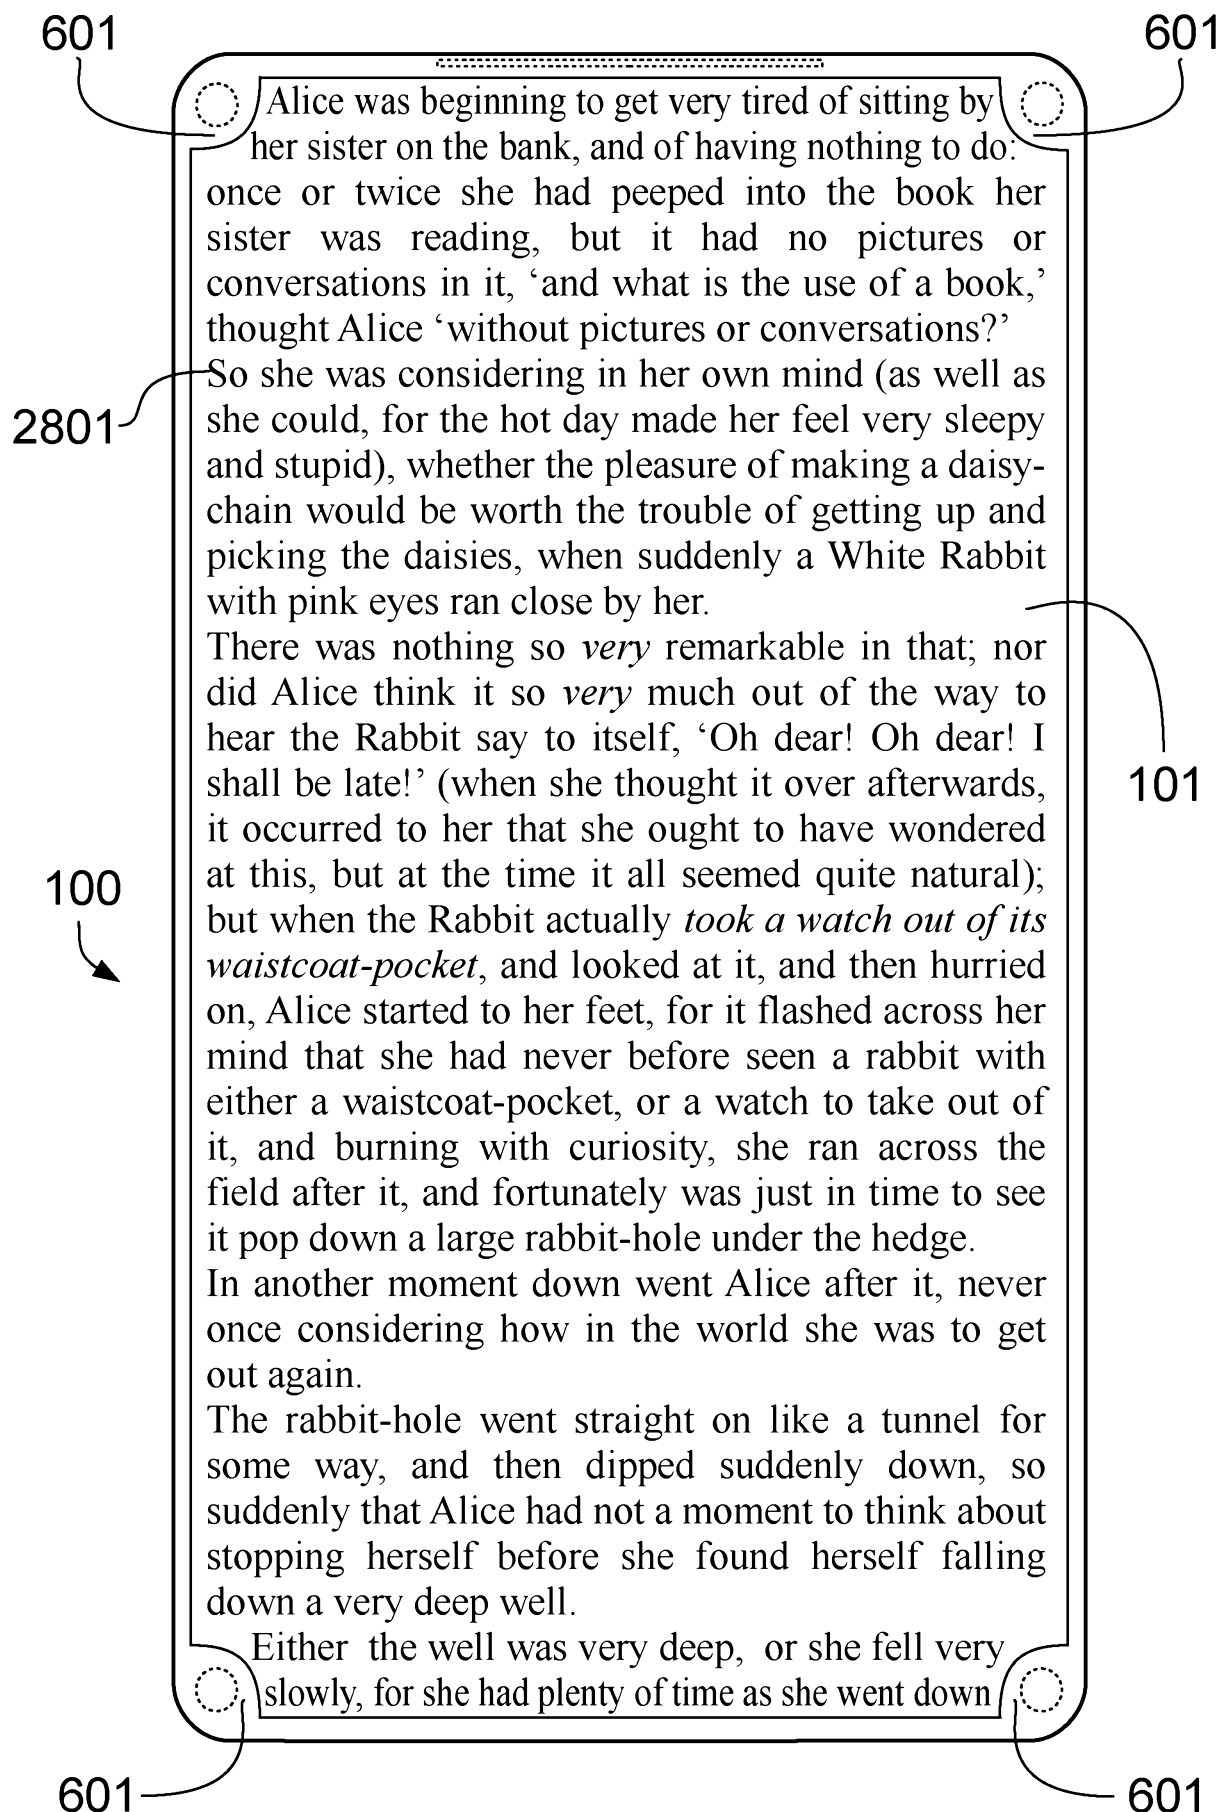 601
601
Alice was beginning to get very tired of sitting by
her sister on the bank, and of having nothing to do:
once or twice she had peeped into the book her
sister was reading, but it had no pictures or
conversations in it, ‘and what is the use of a book,’
thought Alice ‘without pictures or conversations?’
So she was considering in her own mind (as well as
2801
she could, for the hot day made her feel very sleepy
and stupid), whether the pleasure of making a daisy-
chain would be worth the trouble of getting up and
picking the daisies, when suddenly a White Rabbit
with pink eyes ran close by her.
There was nothing so very remarkable in that; nor
did Alice think it so very much out of the way to
hear the Rabbit say to itself, ‘Oh dear! Oh dear! I
shall be late!’ (when she thought it over afterwards,
101
it occurred to her that she ought to have wondered
at this, but at the time it all seemed quite natural);
100
but when the Rabbit actually took a watch out of its
waistcoat-pocket, and looked at it, and then hurried
on, Alice started to her feet, for it flashed across her
mind that she had never before seen a rabbit with
either a waistcoat-pocket, or a watch to take out of
it, and burning with curiosity, she ran across the
field after it, and fortunately was just in time to see
it pop down a large rabbit-hole under the hedge.
In another moment down went Alice after it, never
once considering how in the world she was to get
out again.
The rabbit-hole went straight on like a tunnel for
some way, and then dipped suddenly down, so
suddenly that Alice had not a moment to think about
stopping herself before she found herself falling
down a very deep well.
Either the well was very deep, or she fell very
slowly, for she had plenty of time as she went down
601
601